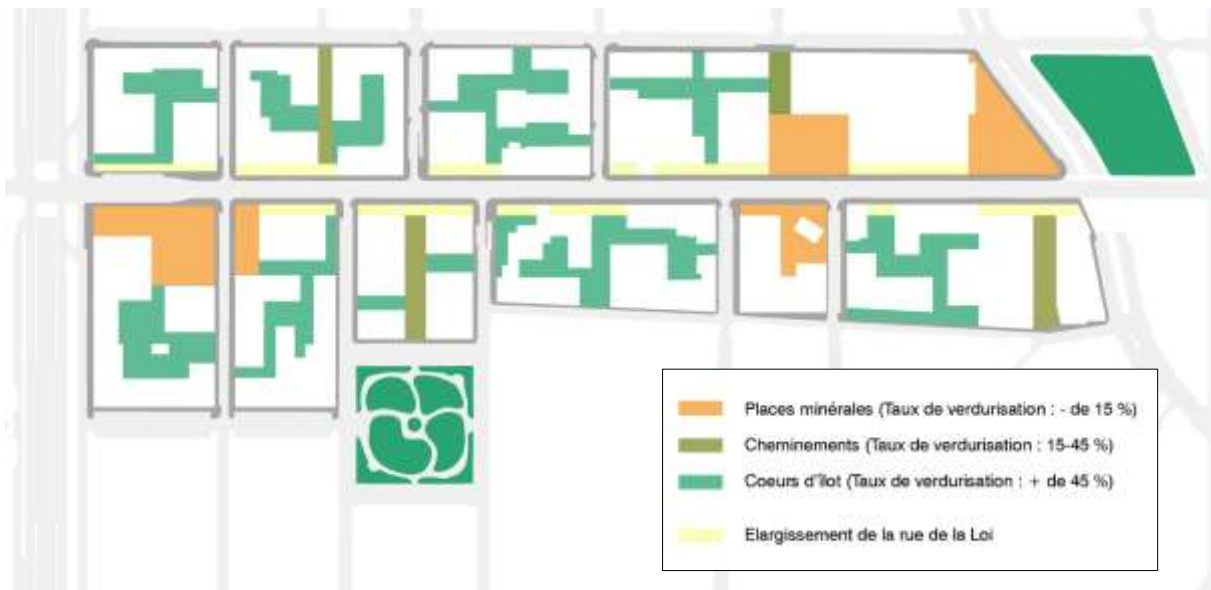 Places minérales (Taux de verdurisation : - de 15 %)
Cheminements (Taux de verdurisation : 15-45 %)
Coeurs d'îlot (Taux de verdurisation : + de 45 %)
Elargissement de la rue de la Loi